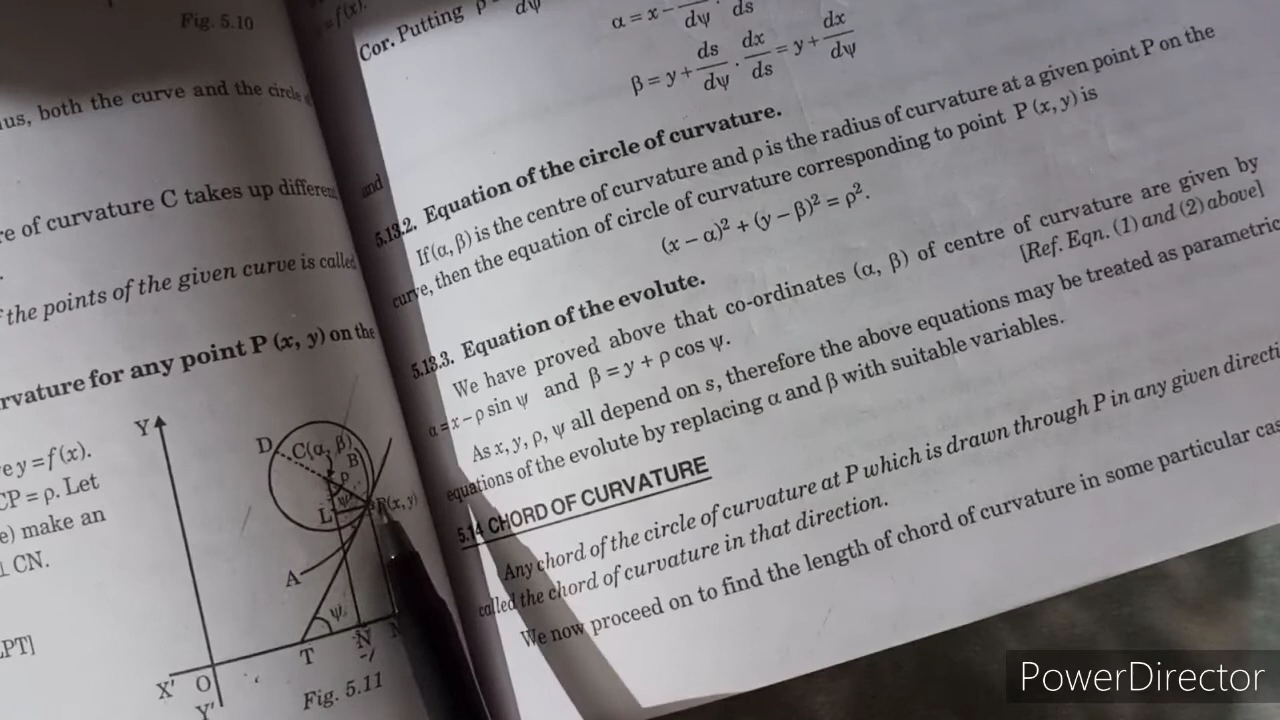 Fig. 5.10
us, both the curve and the circle
re of curvature C takes up differen
f the points of the given curve is called
rvature for any point P (x, y) on the
e y = f(x).
CP = ρ. Let
e) make an
⊥ CN.
LPT]
Y
D
C(α, β)
B
ρ
ψ
L
P(x, y)
A
ψ
T
N
X'
O
Y'
Fig. 5.11
= f(x).
Cor. Putting
α = x −
dψ ds
and
β = y + ds/dψ · dx/ds = y + dx/dψ
5.13.2. Equation of the circle of curvature.
If (α, β) is the centre of curvature and ρ is the radius of curvature at a given point P on the
curve, then the equation of circle of curvature corresponding to point P (x, y) is
(x − α)² + (y − β)² = ρ².
5.13.3. Equation of the evolute.
We have proved above that co-ordinates (α, β) of centre of curvature are given by
α = x − ρ sin ψ and β = y + ρ cos ψ. [Ref. Eqn. (1) and (2) above]
As x, y, ρ, ψ all depend on s, therefore the above equations may be treated as parametric
equations of the evolute by replacing α and β with suitable variables.
5.14 CHORD OF CURVATURE
Any chord of the circle of curvature at P which is drawn through P in any given directi
called the chord of curvature in that direction.
We now proceed on to find the length of chord of curvature in some particular cas
PowerDirector